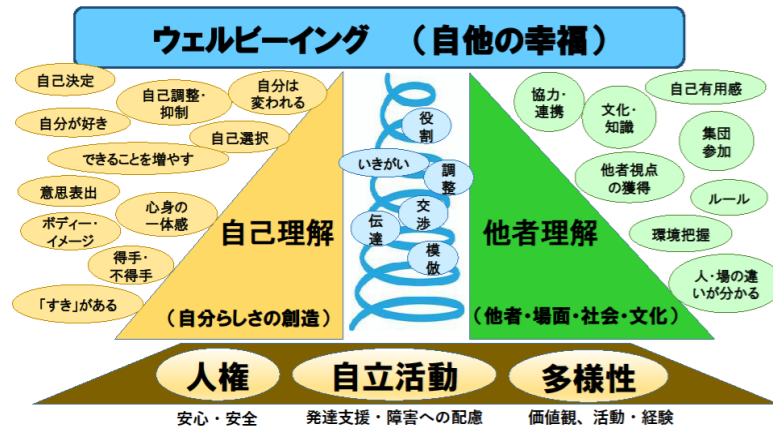 ウェルビーイング （自他の幸福）
自己決定
自己調整・
抑制
自分は
変われる
自分が好き
自己選択
できることを増やす
意思表出
心身の
一体感
ボディー・
イメージ
得手・
不得手
「すき」がある
自己理解
（自分らしさの創造）
役
割
いきがい
調
整
交
渉
伝
達
模
倣
協力・
連携
文化・
知識
自己有用感
集団
参加
他者視点
の獲得
ルール
環境把握
人・場の違
いが分かる
他者理解
（他者・場面・社会・文化）
人権
自立活動
多様性
安心・安全
発達支援・障害への配慮
価値観、活動・経験